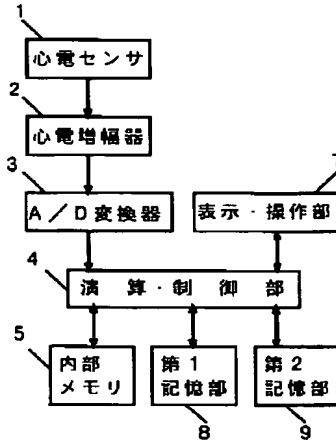 1
心電センサ
2
心電増幅器
3
A／D変換器
表示・操作部
4
演算・制御部
5
内部
メモリ
第1
記憶部
8
第2
記憶部
9